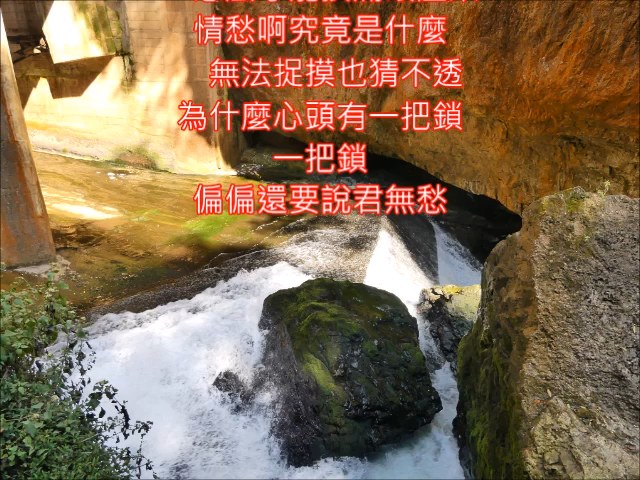 情愁啊究竟是什麼
無法捉摸也猜不透
為什麼心頭有一把鎖
一把鎖
偏偏還要說君無愁